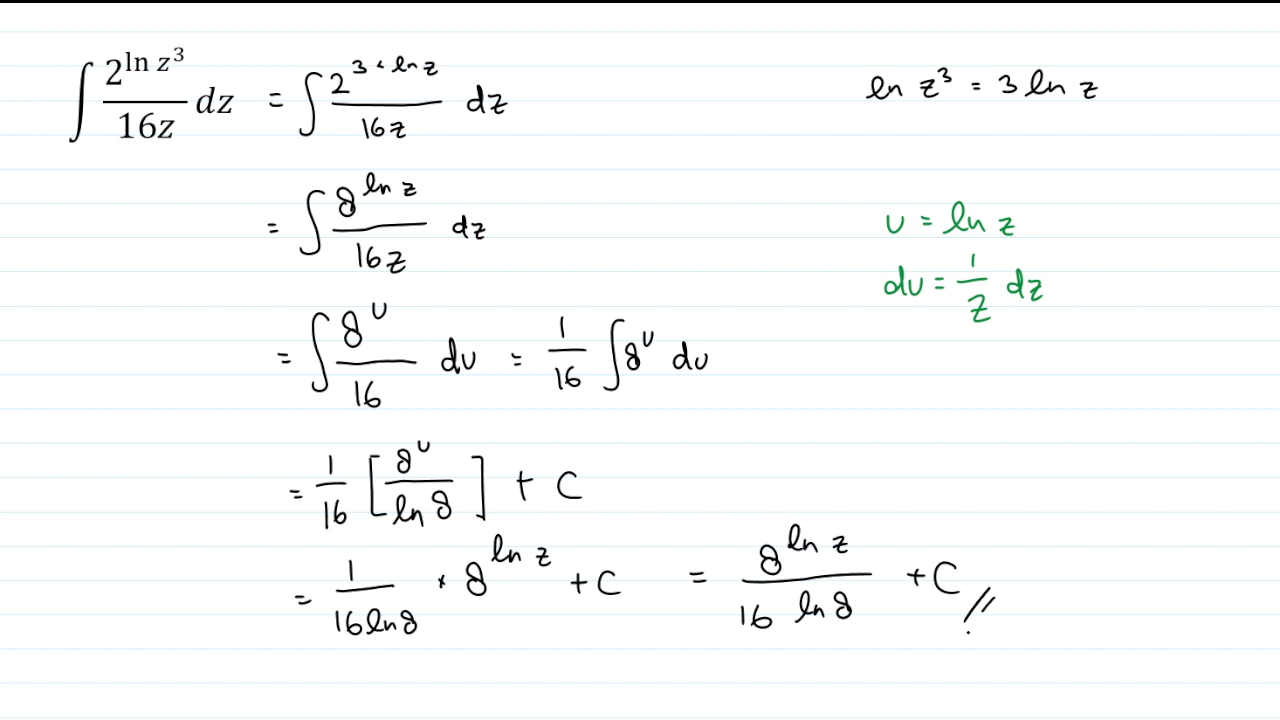 ∫ 2^{ln z³}/16z dz = ∫ 2^{3 · ln z}/16z dz
ln z³ = 3 ln z
= ∫ 8^{ln z}/16z dz
u = ln z
du = 1/z dz
= ∫ 8^u/16 du = 1/16 ∫ 8^u du
= 1/16 [8^u/ln 8] + C
= 1/(16 ln 8) · 8^{ln z} + C = 8^{ln z}/(16 ln 8) + C //